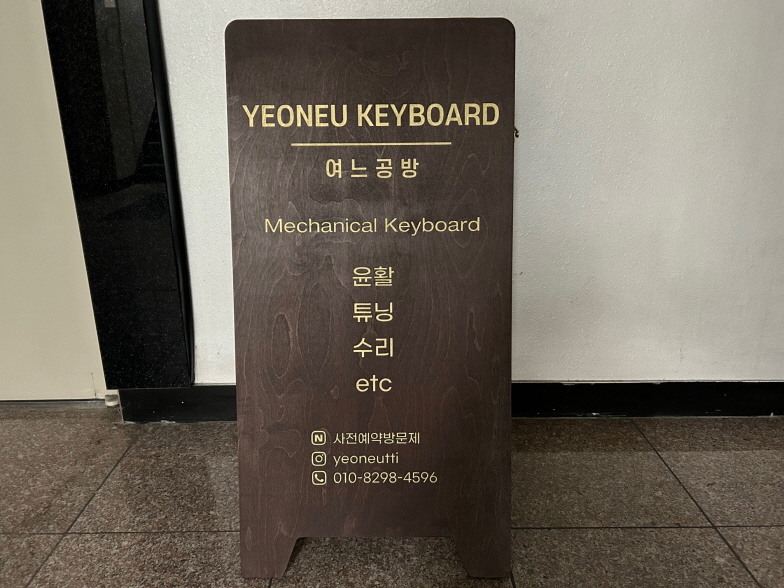 YEONEU KEYBOARD
여느공방
Mechanical Keyboard
윤활
튜닝
수리
etc
N 사전예약방문제
yeoneutti
010-8298-4596